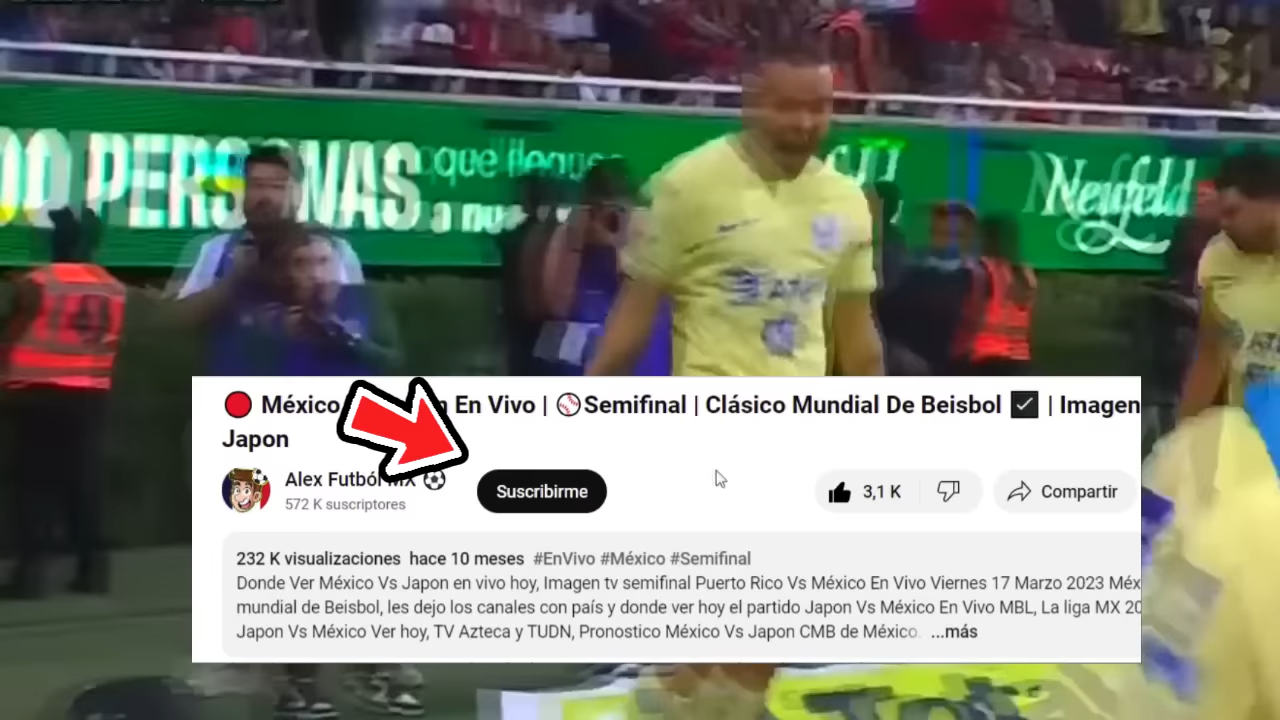 00 PERSONAS que llegue
a nu
Neufeld
🔴 México En Vivo | ⚾Semifinal | Clásico Mundial De Beisbol ☑ | Imagen
Japon
Alex Futból MX ⚽
572 K suscriptores
Suscribirme
3,1 K
Compartir
232 K visualizaciones hace 10 meses #EnVivo #México #Semifinal
Donde Ver México Vs Japon en vivo hoy, Imagen tv semifinal Puerto Rico Vs México En Vivo Viernes 17 Marzo 2023 Méx
mundial de Beisbol, les dejo los canales con país y donde ver hoy el partido Japon Vs México En Vivo MBL, La liga MX 20
Japon Vs México Ver hoy, TV Azteca y TUDN, Pronostico México Vs Japon CMB de México. ...más